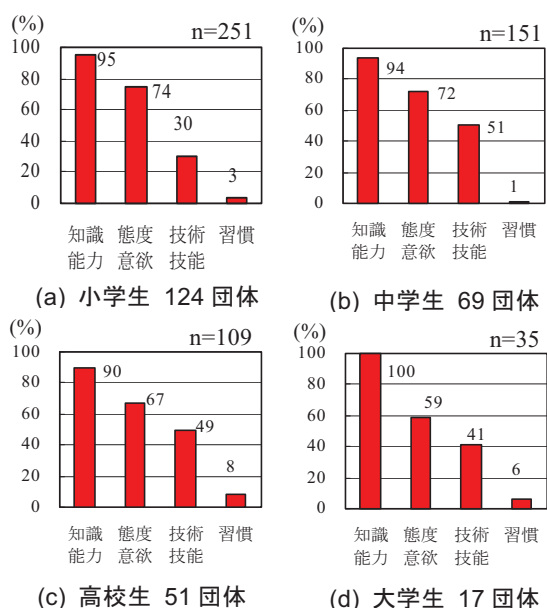 (%)
n=251
100
80
60
40
20
0
95
74
30
3
知識 態度 技術 習慣
能力 意欲 技能
(a) 小学生 124 団体
(%)
n=151
100
80
60
40
20
0
94
72
51
1
知識 態度 技術 習慣
能力 意欲 技能
(b) 中学生 69 団体
(%)
n=109
100
80
60
40
20
0
90
67
49
8
知識 態度 技術 習慣
能力 意欲 技能
(c) 高校生 51 団体
(%)
n=35
100
80
60
40
20
0
100
59
41
6
知識 態度 技術 習慣
能力 意欲 技能
(d) 大学生 17 団体